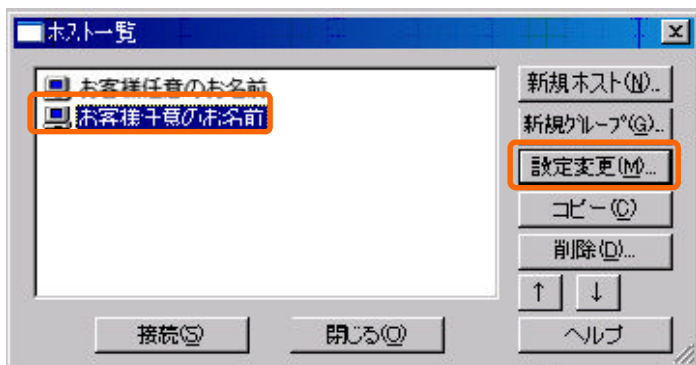 ホスト一覧
お客様任意のお名前
お客様任意のお名前
新規ホスト(N)..
新規グループ(G)..
設定変更(M)...
コピー(C)
削除(D)...
↑ ↓
接続(S)
閉じる(O)
ヘルプ